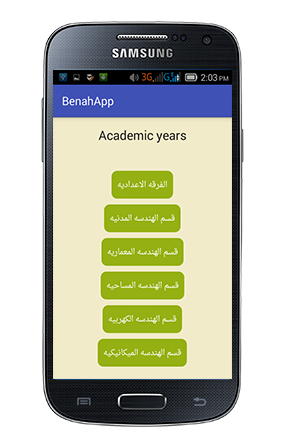 SAMSUNG
3G G 2:03 PM
BenahApp
Academic years
الفرقه الاعداديه
قسم الهندسه المدنيه
قسم الهندسه المعماريه
قسم الهندسه المساحيه
قسم الهندسه الكهربيه
قسم الهندسه الميكانيكيه